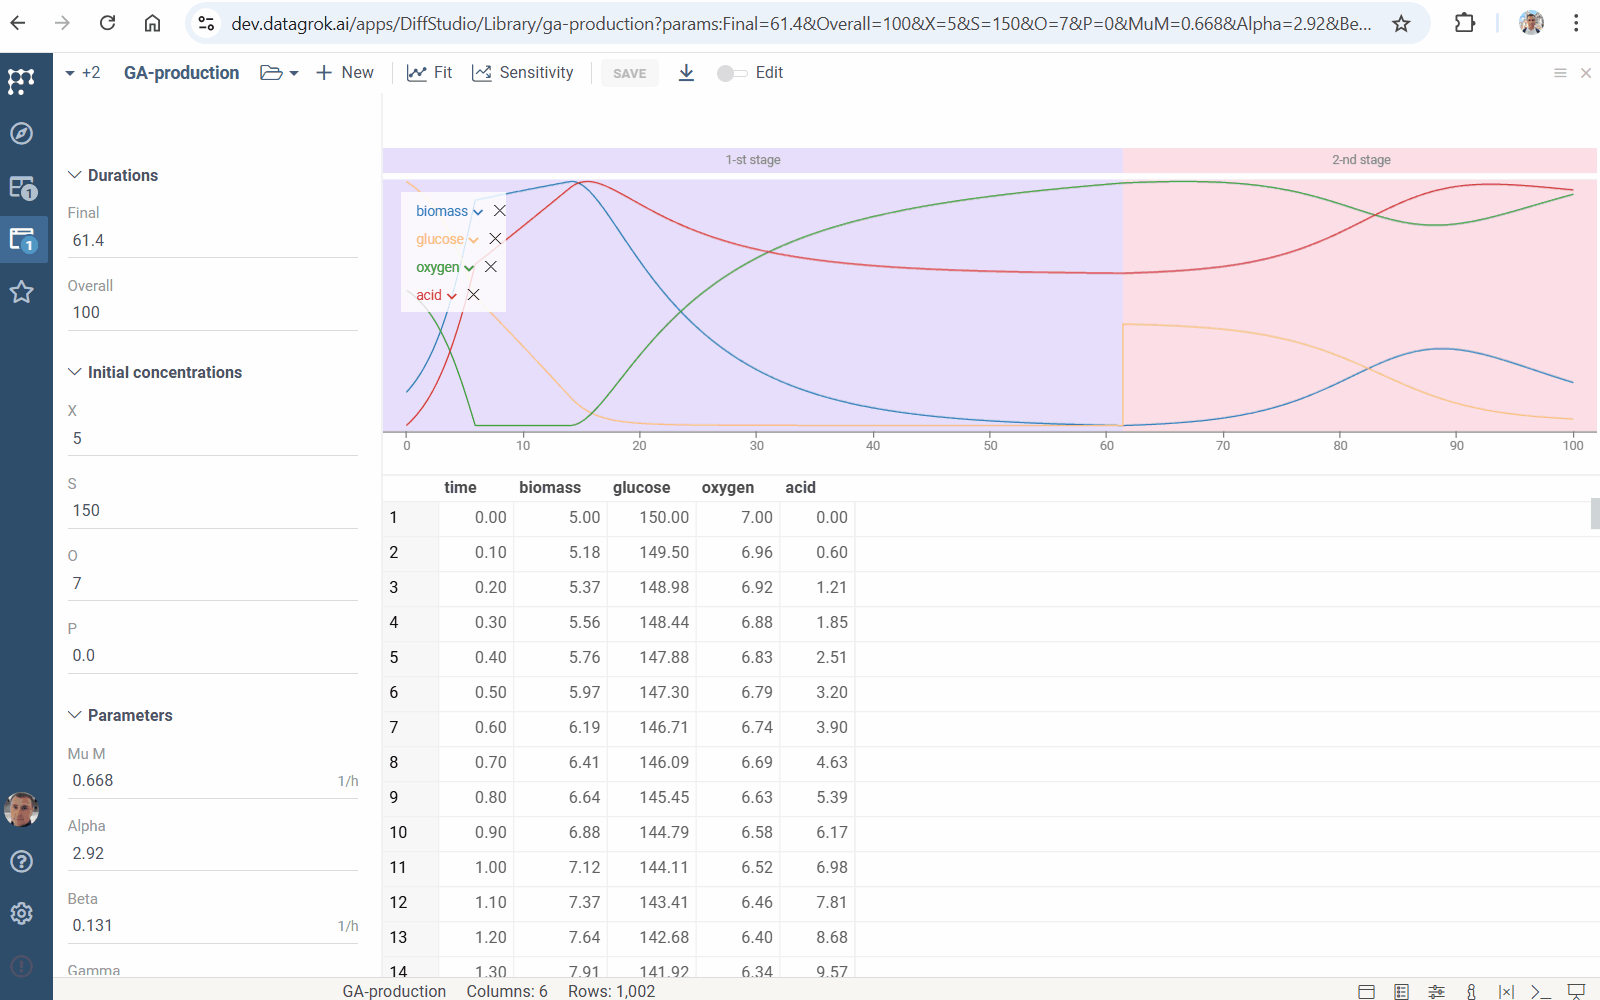 dev.datagrok.ai/apps/DiffStudio/Library/ga-production?params:Final=61.4&Overall=100&X=5&S=150&O=7&P=0&MuM=0.668&Alpha=2.92&Be...
+2 GA-production New Fit Sensitivity SAVE Edit
1
1
Durations
Final
61.4
Overall
100
Initial concentrations
X
5
S
150
O
7
P
0.0
Parameters
Mu M
0.668 1/h
Alpha
2.92
Beta
0.131 1/h
Gamma
1-st stage 2-nd stage
biomass
glucose
oxygen
acid
0 10 20 30 40 50 60 70 80 90 100
time biomass glucose oxygen acid
1 0.00 5.00 150.00 7.00 0.00
2 0.10 5.18 149.50 6.96 0.60
3 0.20 5.37 148.98 6.92 1.21
4 0.30 5.56 148.44 6.88 1.85
5 0.40 5.76 147.88 6.83 2.51
6 0.50 5.97 147.30 6.79 3.20
7 0.60 6.19 146.71 6.74 3.90
8 0.70 6.41 146.09 6.69 4.63
9 0.80 6.64 145.45 6.63 5.39
10 0.90 6.88 144.79 6.58 6.17
11 1.00 7.12 144.11 6.52 6.98
12 1.10 7.37 143.41 6.46 7.81
13 1.20 7.64 142.68 6.40 8.68
14 1.30 7.91 141.92 6.34 9.57
GA-production Columns: 6 Rows: 1,002